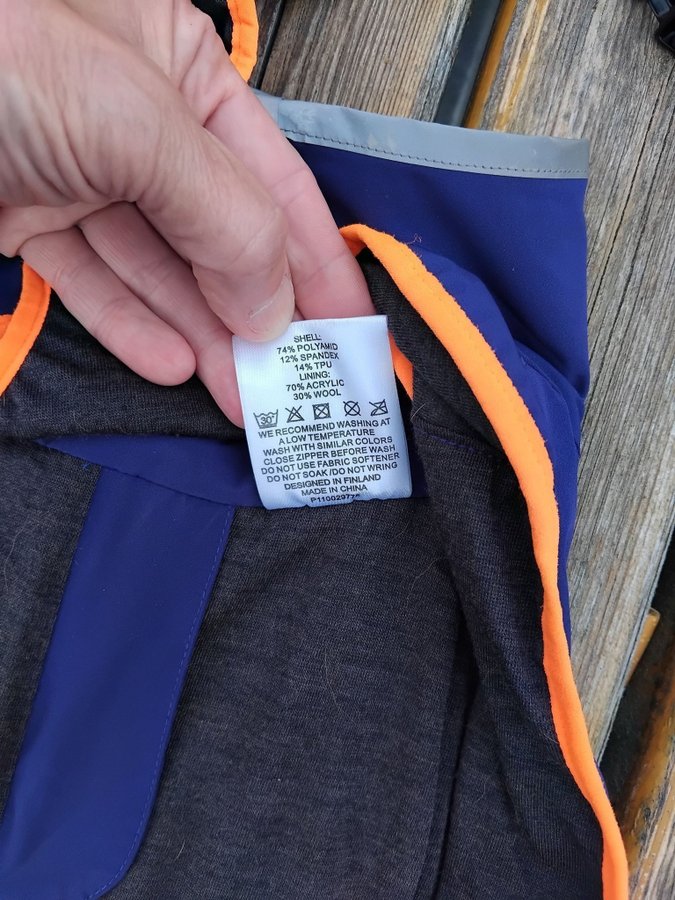 SHELL:
74% POLYAMID
12% SPANDEX
14% TPU
LINING:
70% ACRYLIC
30% WOOL
30°
WE RECOMMEND WASHING AT
A LOW TEMPERATURE
WASH WITH SIMILAR COLORS
CLOSE ZIPPER BEFORE WASH
DO NOT USE FABRIC SOFTENER
DO NOT SOAK /DO NOT WRING
DESIGNED IN FINLAND
MADE IN CHINA